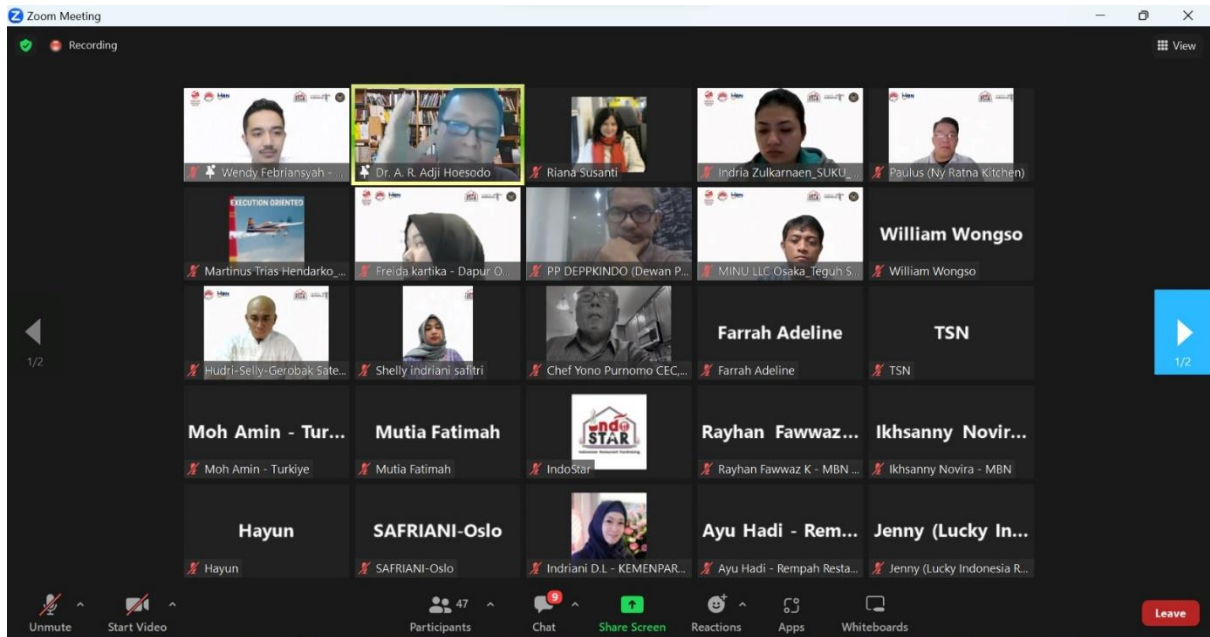 Zoom Meeting
Recording
View
Wendy Febriansyah - ...
Dr. A. R. Adji Hoesodo
Riana Susanti
Indria Zulkarnaen_SUKU_
Paulus (Ny Ratna Kitchen)
EXECUTION ORIENTED
Martinus Trias Hendarko_...
Freida kartika - Dapur O...
PP DEPPKINDO (Dewan P...
MINU LLC Osaka_Teguh S...
William Wongso
William Wongso
Hudri-Selly-Gerobak Sate...
Shelly indriani safitri
Chef Yono Purnomo CEC,...
Farrah Adeline
Farrah Adeline
TSN
TSN
1/2
1/2
Moh Amin - Tur...
Moh Amin - Turkiye
Mutia Fatimah
Mutia Fatimah
indo
STAR
IndoStar
Rayhan Fawwaz...
Rayhan Fawwaz K - MBN ...
Ikhsanny Novir...
Ikhsanny Novira - MBN
Hayun
Hayun
SAFRIANI-Oslo
SAFRIANI-Oslo
Indriani D.L - KEMENPAR...
Ayu Hadi - Rem...
Ayu Hadi - Rempah Resta...
Jenny (Lucky In...
Jenny (Lucky Indonesia R...
Unmute
Start Video
47
Participants
9
Chat
Share Screen
Reactions
Apps
Whiteboards
Leave